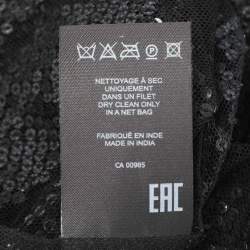 NETTOYAGE À SEC
UNIQUEMENT
DANS UN FILET
DRY CLEAN ONLY
IN A NET BAG
FABRIQUÉ EN INDE
MADE IN INDIA
CA 00985
EAC